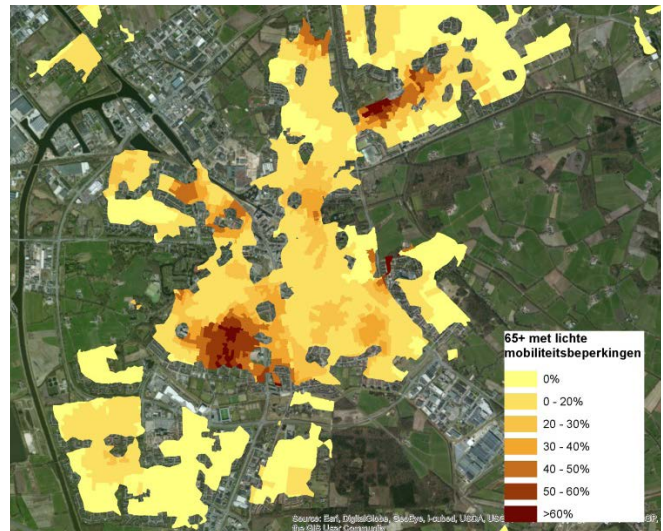 65+ met lichte
mobiliteitsbeperkingen
0%
0 - 20%
20 - 30%
30 - 40%
40 - 50%
50 - 60%
>60%
Source: Esri, DigitalGlobe, GeoEye, i-cubed, USDA, USG
the GIS User Community